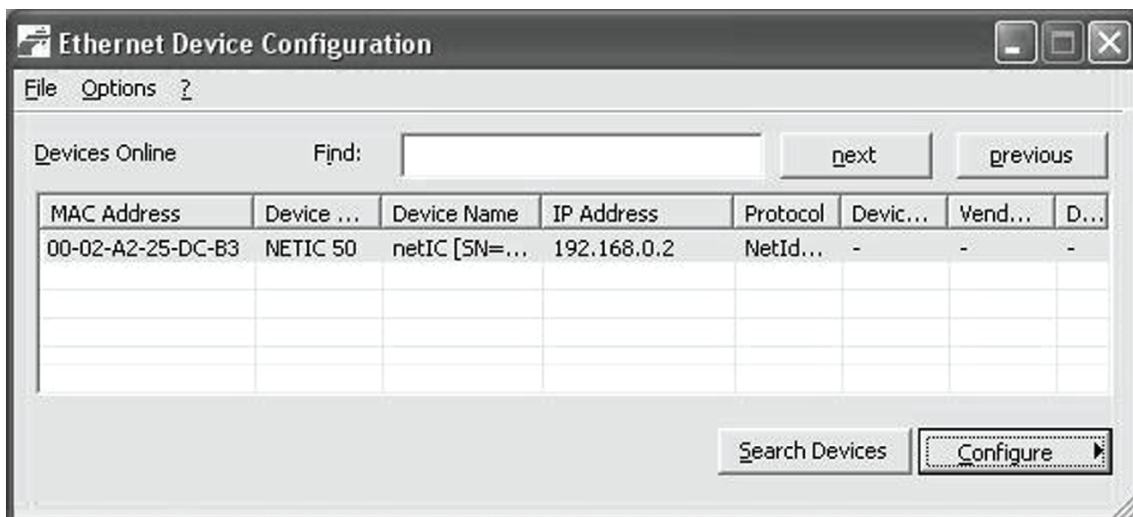 Ethernet Device Configuration
File Options ?
Devices Online Find: next previous
MAC Address Device ... Device Name IP Address Protocol Devic... Vend... D...
00-02-A2-25-DC-B3 NETIC 50 netIC [SN=... 192.168.0.2 NetId... - - -
Search Devices Configure